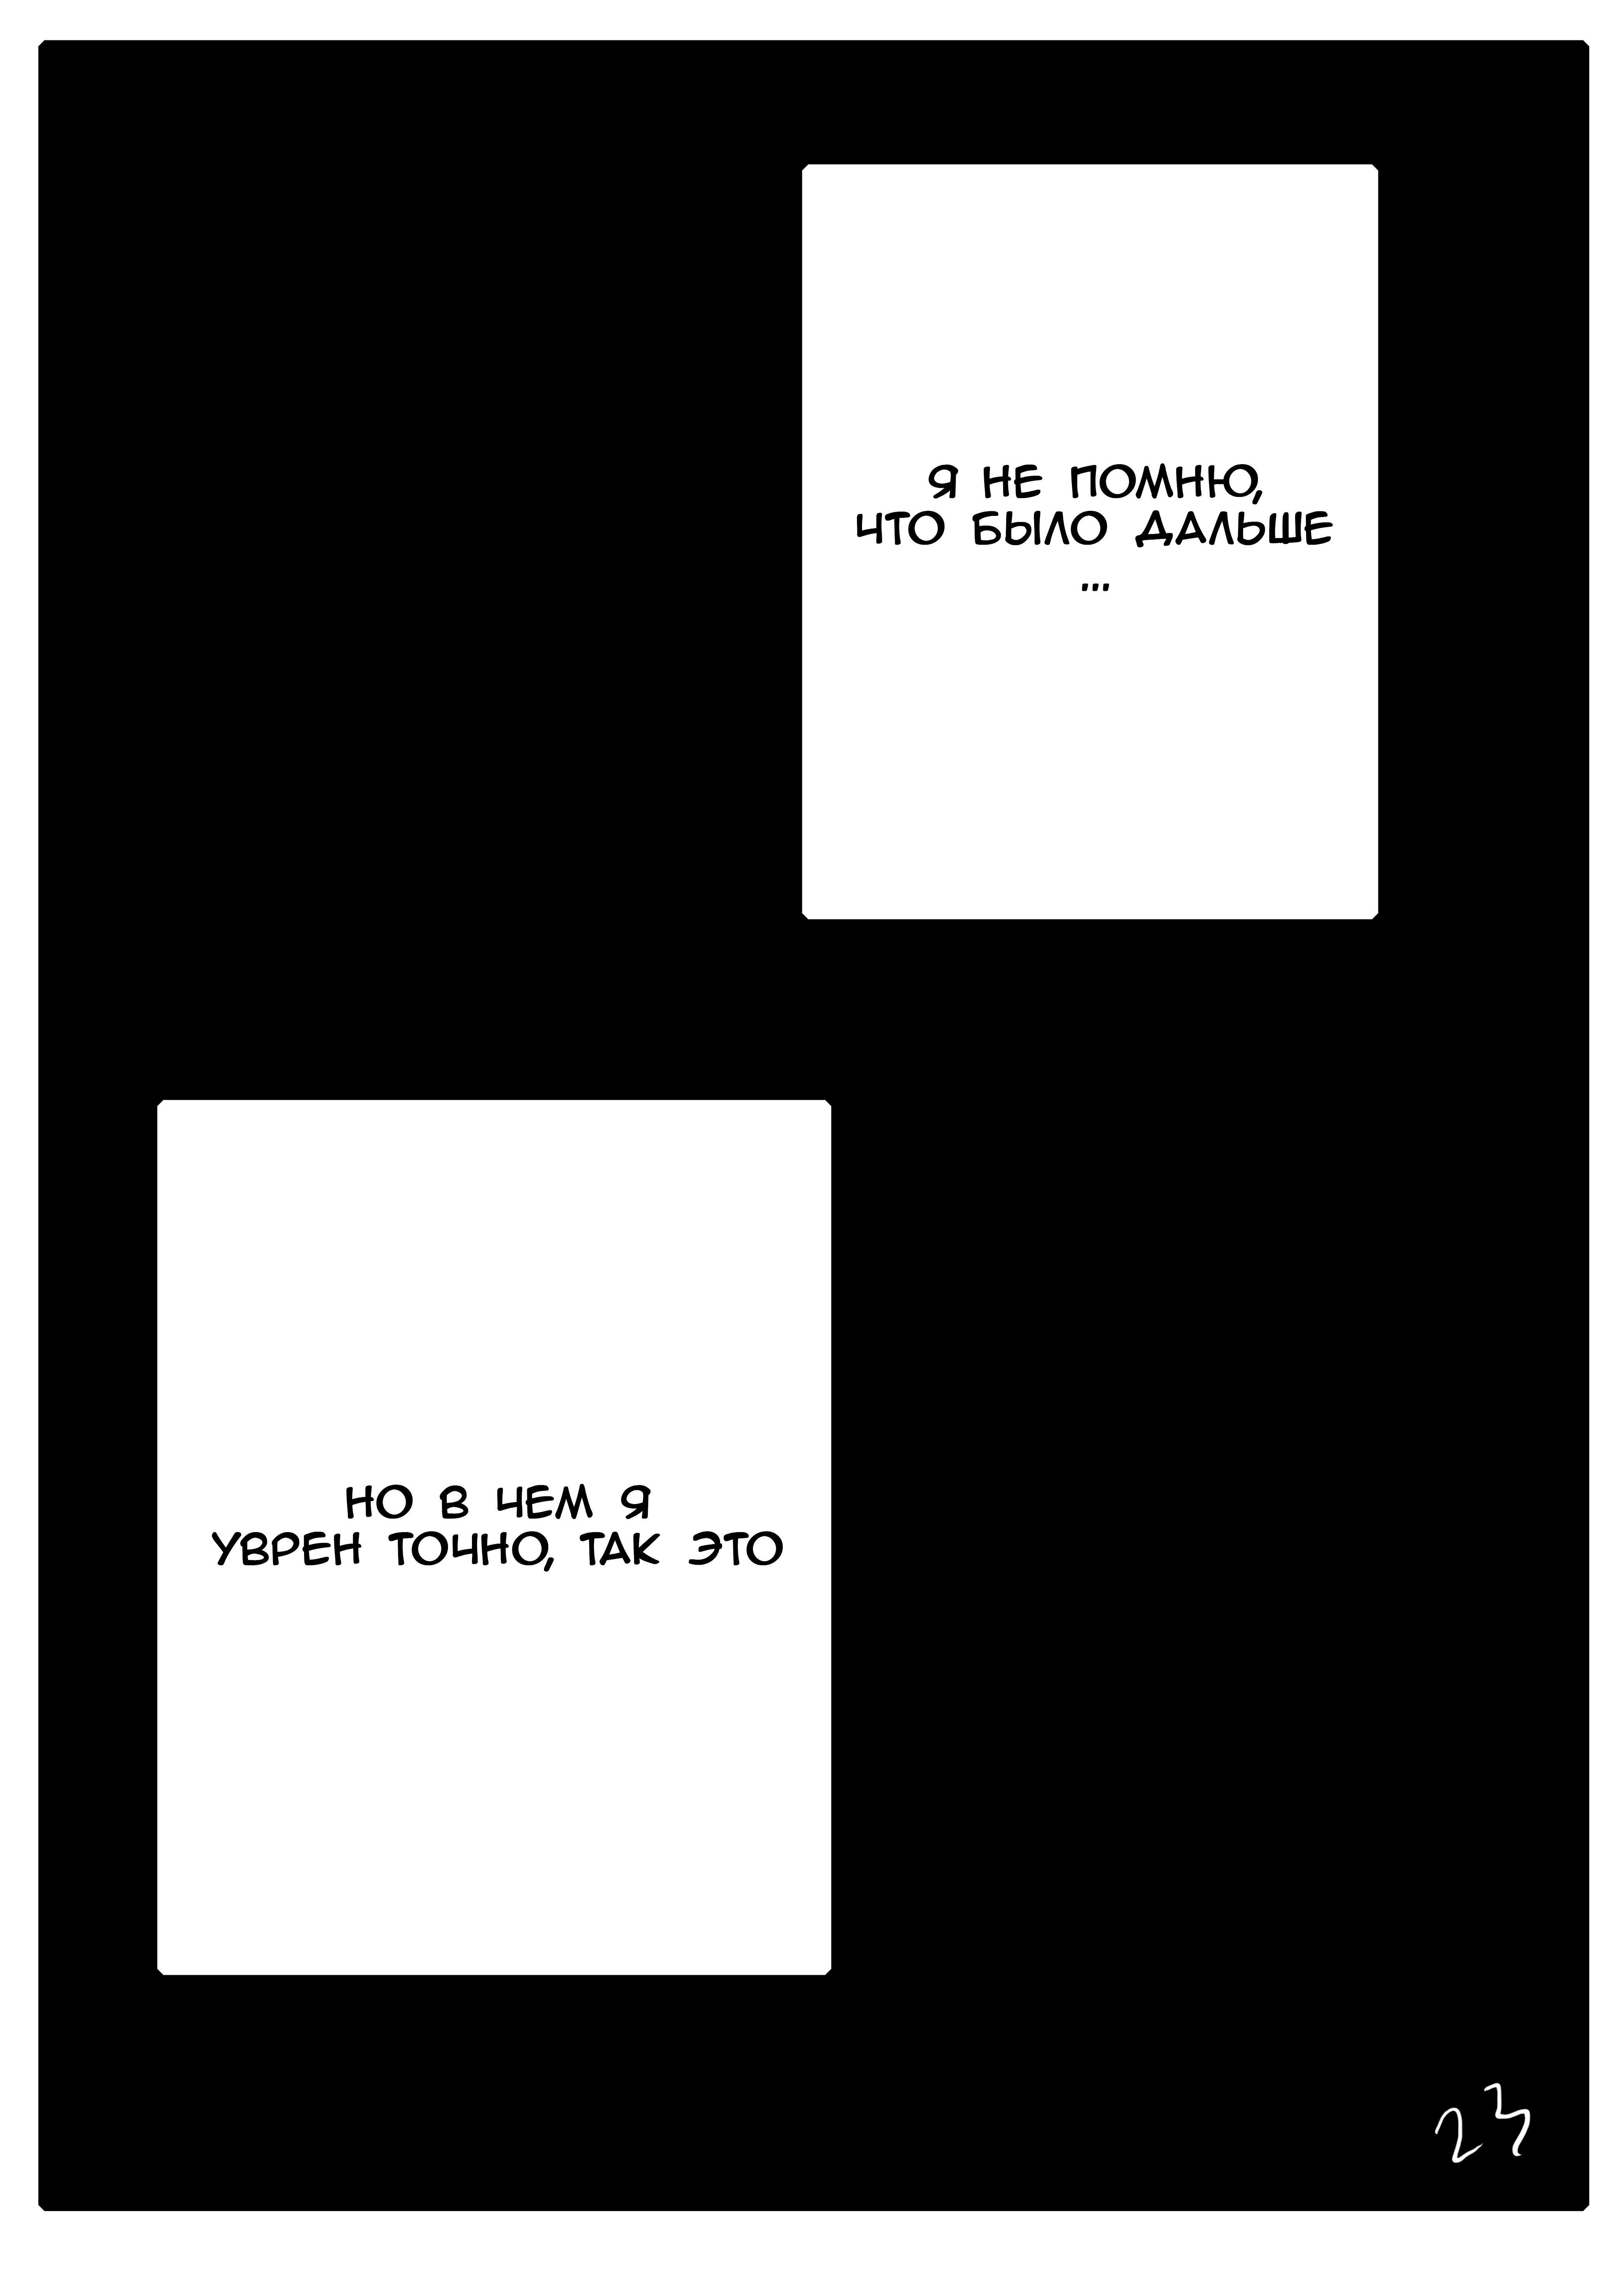 Я НЕ ПОМНЮ,
ЧТО БЫЛО ДАЛЬШЕ
...
НО В ЧЕМ Я
УВРЕН ТОЧНО, ТАК ЭТО
23